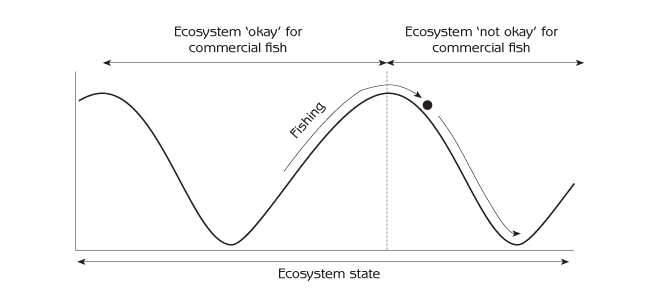 Ecosystem ‘okay’ for
commercial fish
Ecosystem ‘not okay’ for
commercial fish
Fishing
Ecosystem state